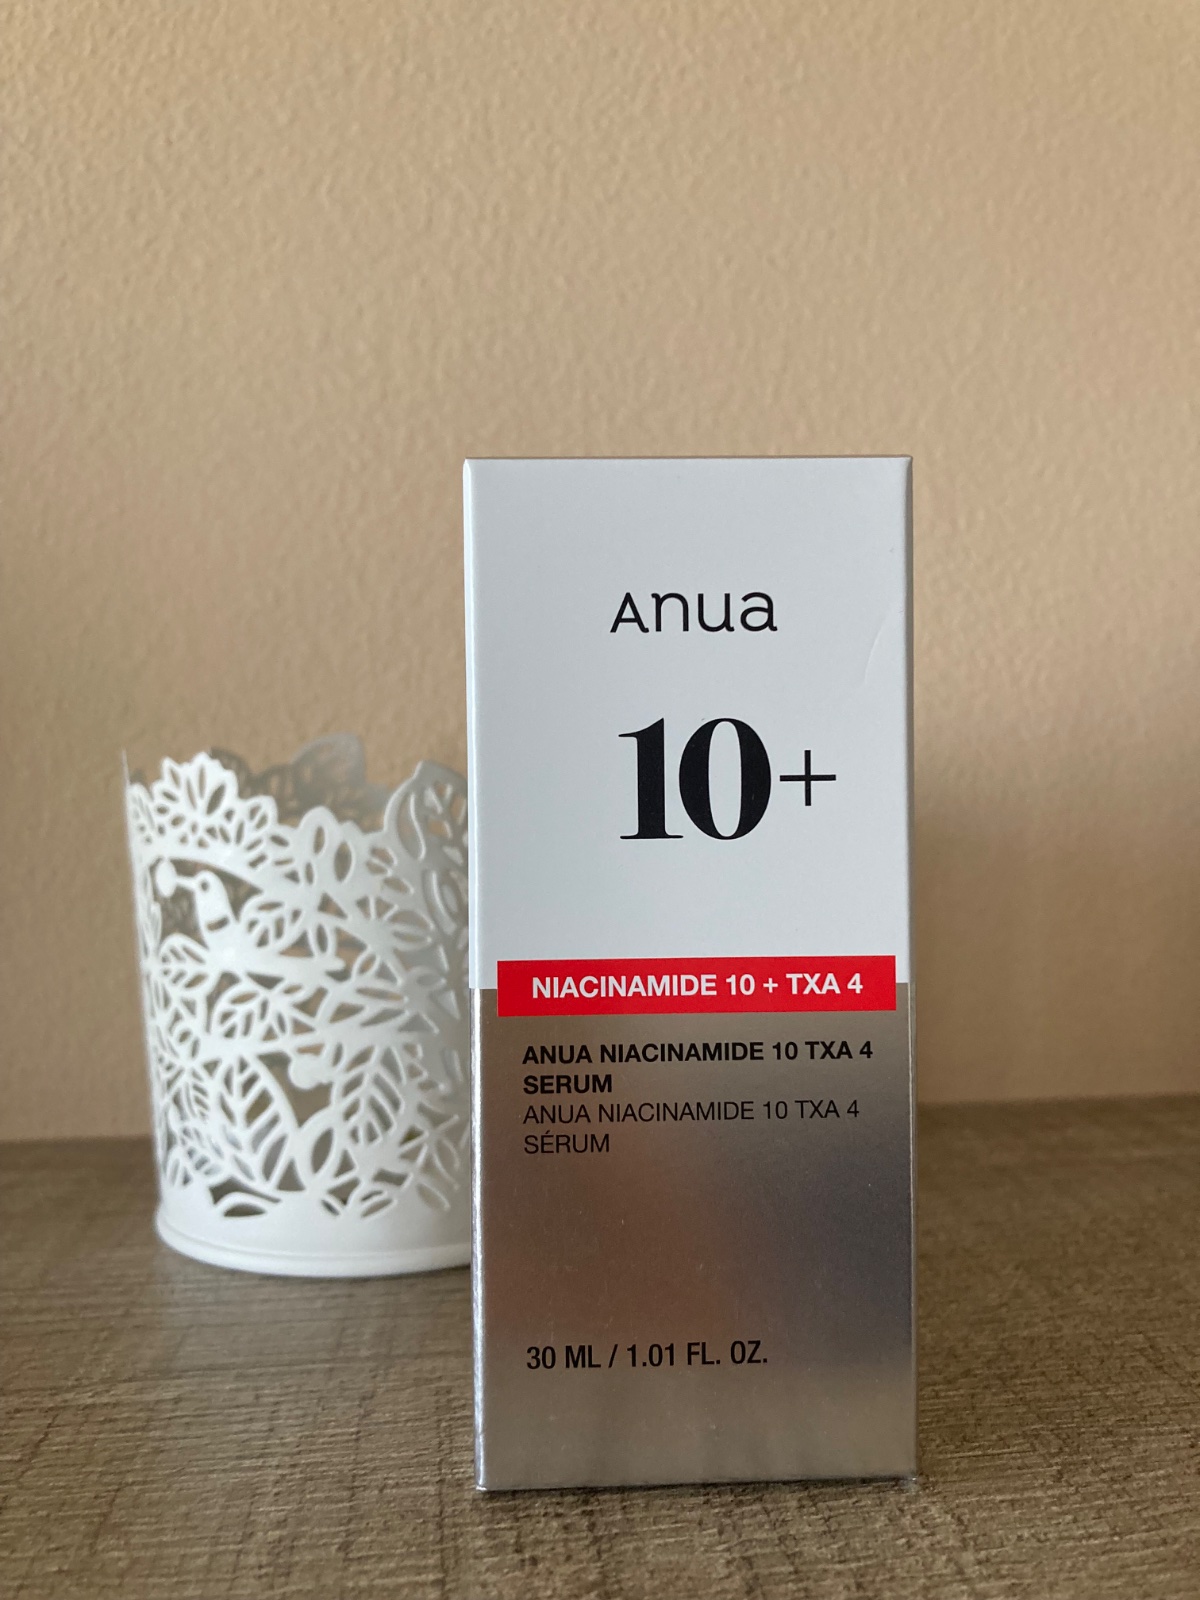 Anua
10+
NIACINAMIDE 10 + TXA 4
ANUA NIACINAMIDE 10 TXA 4
SERUM
ANUA NIACINAMIDE 10 TXA 4
SÉRUM
30 ML / 1.01 FL. OZ.